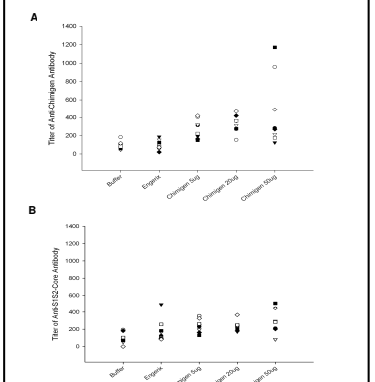 A
Titer of Anti-Chimigen Antibody
1400
1200
1000
800
600
400
200
0
Buffer
Engerix
Chimigen 5ug
Chimigen 20ug
Chimigen 50ug
B
Titer of Anti-S1S2-Core Antibody
1400
1200
1000
800
600
400
200
0
Buffer
Engerix
Chimigen 5ug
Chimigen 20ug
Chimigen 50ug